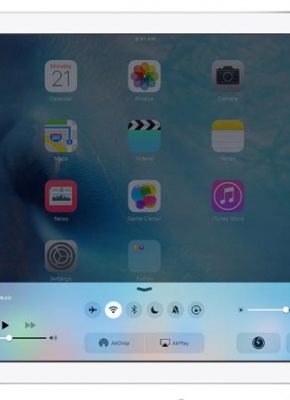 MONDAY
21
Calendar
Photos
Camera
Maps
Videos
Notes
News
Game Center
iTunes Store
Settings
Extras
Music
AirDrop
AirPlay